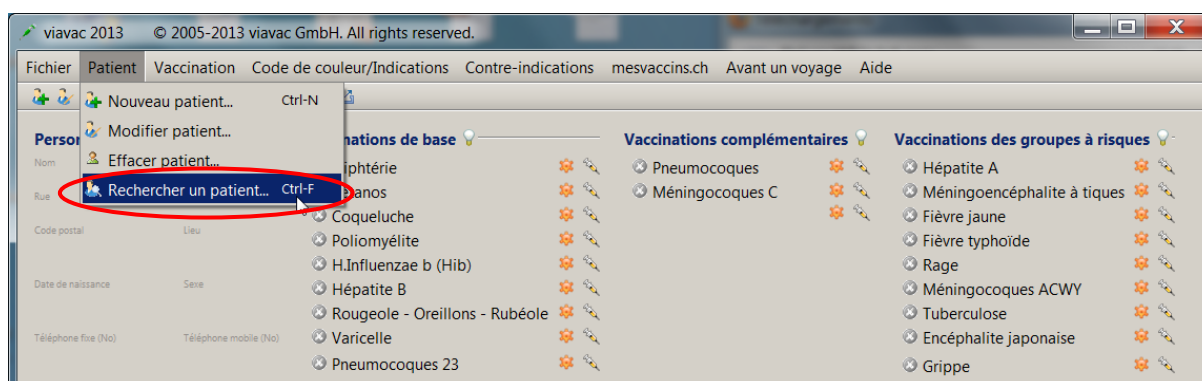 viavac 2013 © 2005-2013 viavac GmbH. All rights reserved.
Fichier Patient Vaccination Code de couleur/Indications Contre-indications mesvaccins.ch Avant un voyage Aide
Nouveau patient... Ctrl-N
Modifier patient...
Effacer patient...
Rechercher un patient... Ctrl-F
Nom
Rue
Code postal Lieu
Date de naissance Sexe
Téléphone fixe (No) Téléphone mobile (No)
nations de base
Coqueluche
Poliomyélite
H.Influenzae b (Hib)
Hépatite B
Rougeole - Oreillons - Rubéole
Varicelle
Pneumocoques 23
Vaccinations complémentaires
Pneumocoques
Méningocoques C
Vaccinations des groupes à risques
Hépatite A
Méningoencéphalite à tiques
Fièvre jaune
Fièvre typhoïde
Rage
Méningocoques ACWY
Tuberculose
Encéphalite japonaise
Grippe